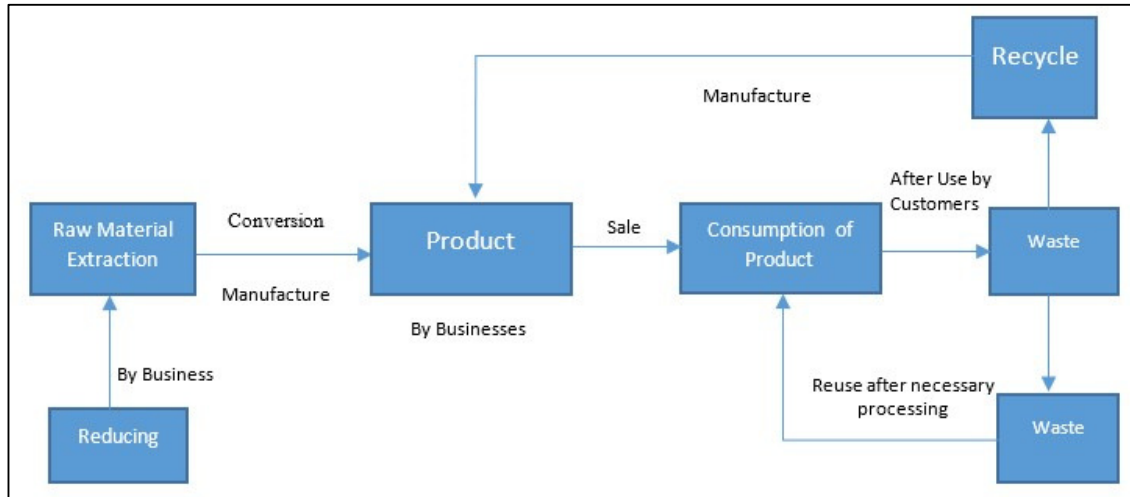 Recycle
Manufacture
After Use by
Customers
Raw Material
Extraction
Conversion
Manufacture
Product
By Businesses
Sale
Consumption of
Product
Waste
By Business
Reducing
Reuse after necessary
processing
Waste